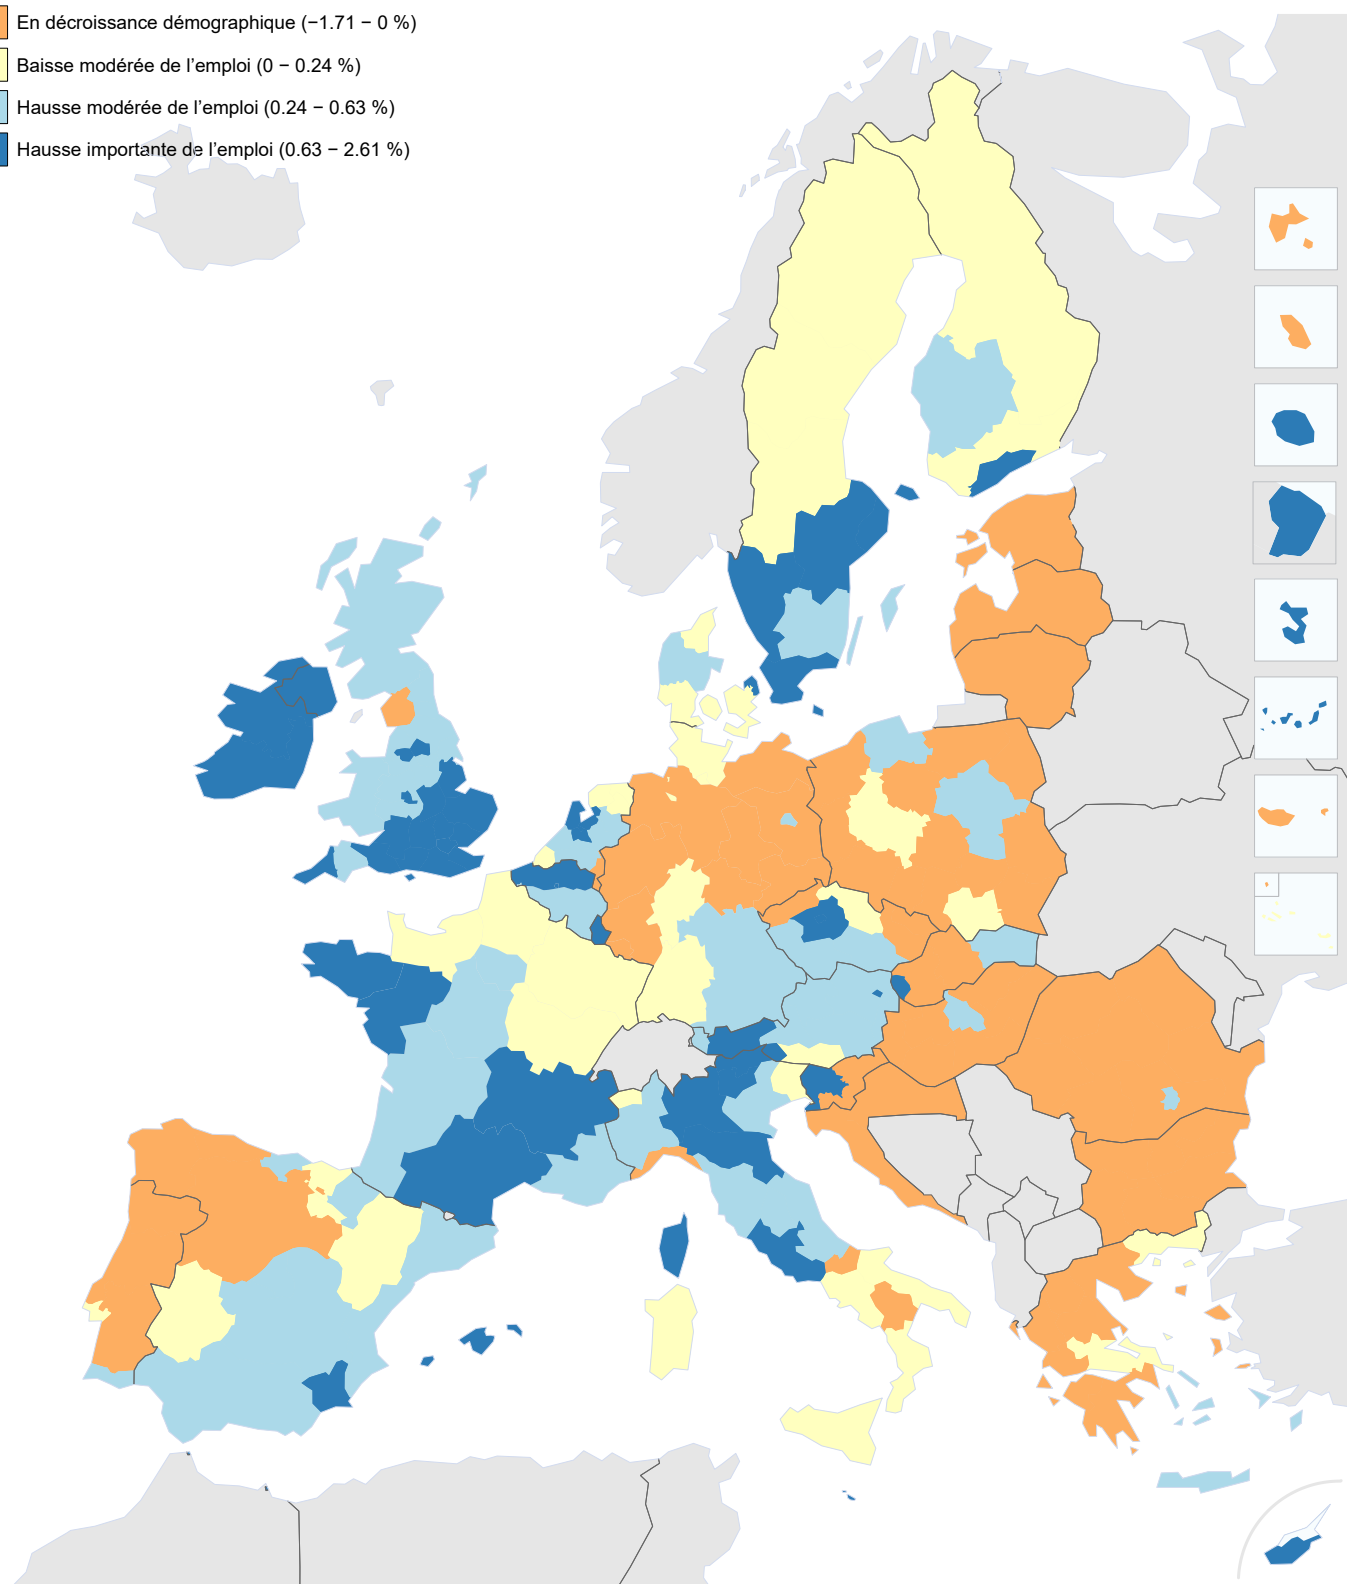 En décroissance démographique (−1.71 − 0 %)
Baisse modérée de l'emploi (0 − 0.24 %)
Hausse modérée de l'emploi (0.24 − 0.63 %)
Hausse importante de l'emploi (0.63 − 2.61 %)